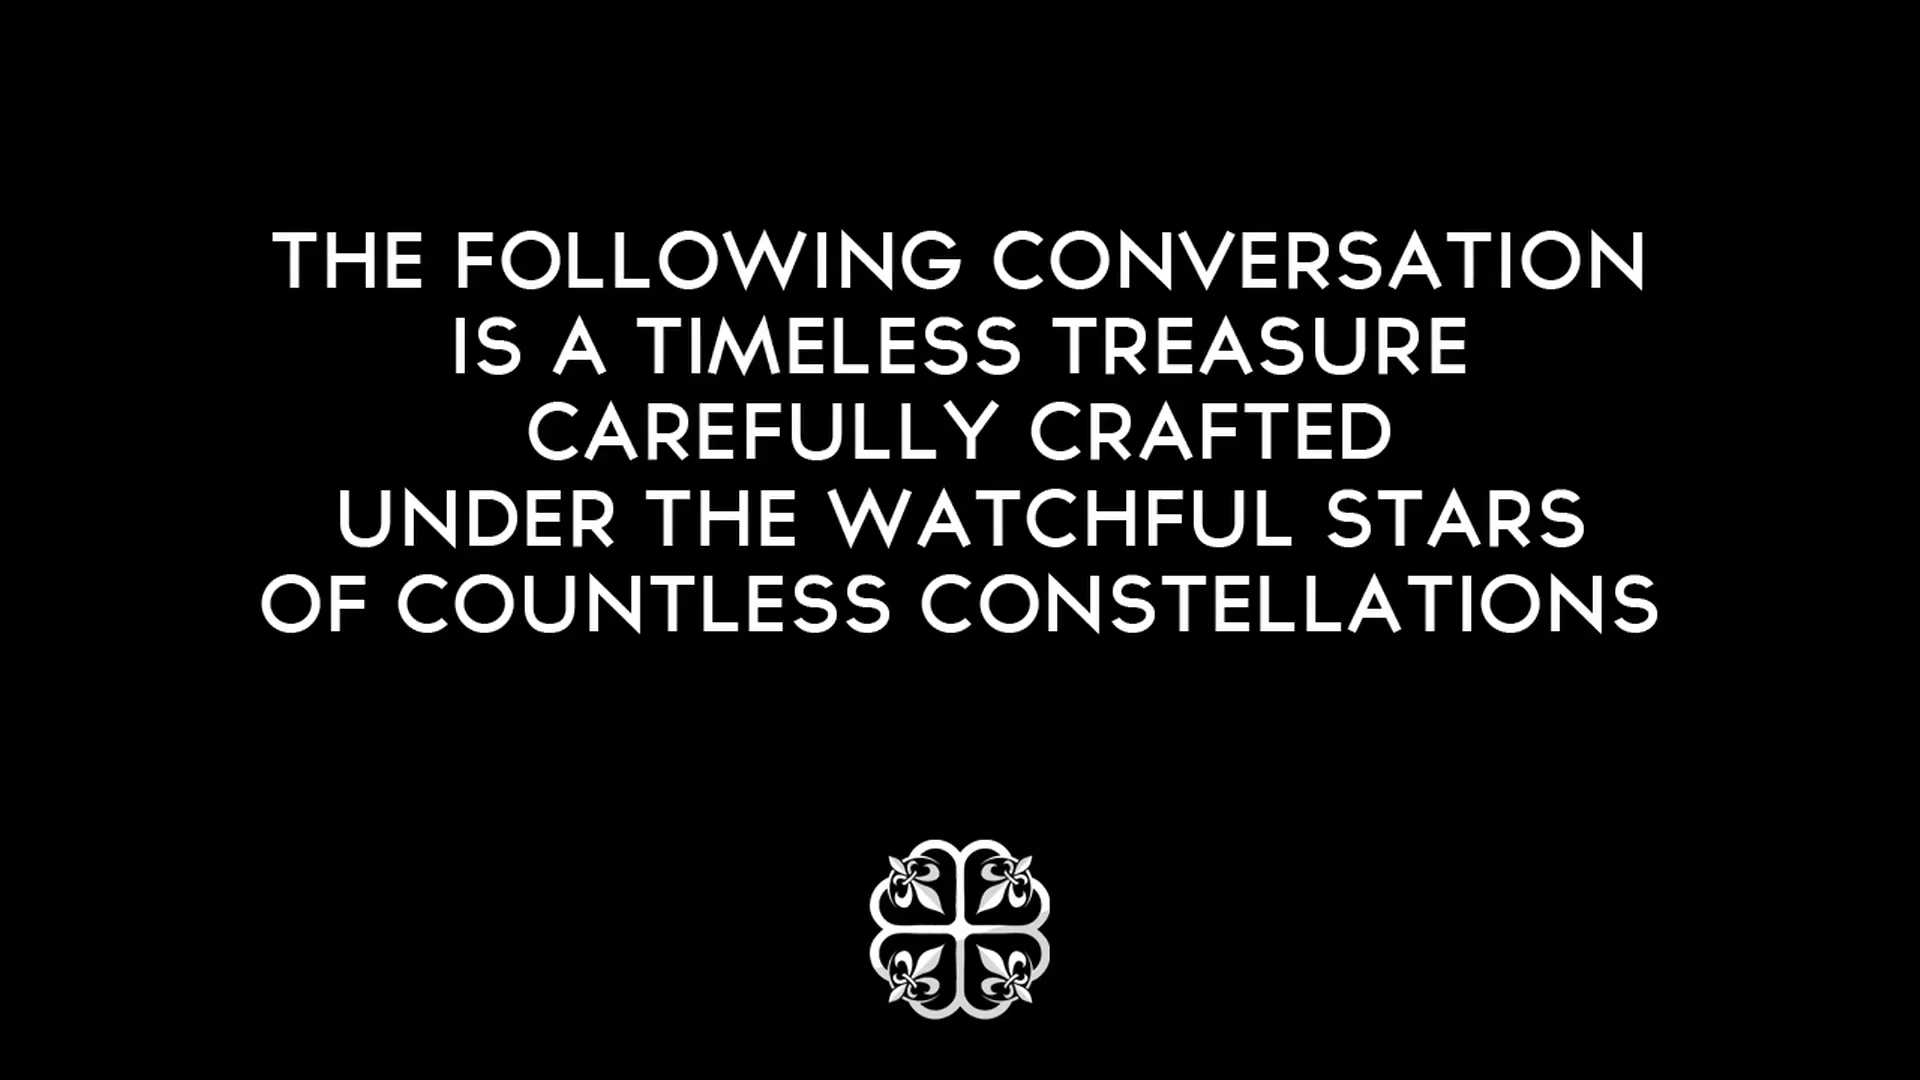 THE FOLLOWING CONVERSATION
IS A TIMELESS TREASURE
CAREFULLY CRAFTED
UNDER THE WATCHFUL STARS
OF COUNTLESS CONSTELLATIONS